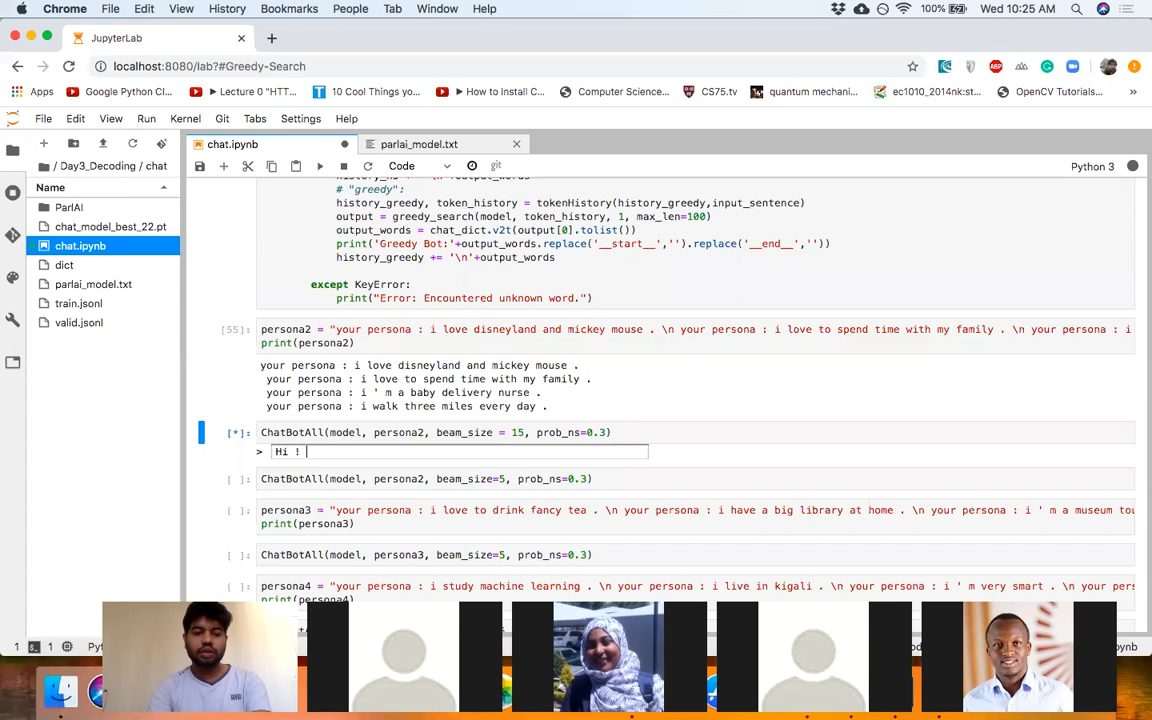 Chrome File Edit View History Bookmarks People Tab Window Help 100% Wed 10:25 AM
JupyterLab
localhost:8080/lab?#Greedy-Search
Apps Google Python Cl... ► Lecture 0 "HTT... 10 Cool Things yo... ► How to Install C... Computer Science... CS75.tv quantum mechani... ec1010_2014nk:st... OpenCV Tutorials... »
File Edit View Run Kernel Git Tabs Settings Help
chat.ipynb parlai_model.txt
/ Day3_Decoding / chat Code git Python 3
Name
ParlAI
chat_model_best_22.pt
chat.ipynb
dict
parlai_model.txt
train.jsonl
valid.jsonl
# "greedy":
history_greedy, token_history = tokenHistory(history_greedy,input_sentence)
output = greedy_search(model, token_history, 1, max_len=100)
output_words = chat_dict.v2t(output[0].tolist())
print('Greedy Bot:'+output_words.replace('__start__','').replace('__end__',''))
history_greedy += '\n'+output_words
except KeyError:
print("Error: Encountered unknown word.")
[55]: persona2 = "your persona : i love disneyland and mickey mouse . \n your persona : i love to spend time with my family . \n your persona : i
print(persona2)
your persona : i love disneyland and mickey mouse .
your persona : i love to spend time with my family .
your persona : i ' m a baby delivery nurse .
your persona : i walk three miles every day .
[*]: ChatBotAll(model, persona2, beam_size = 15, prob_ns=0.3)
> Hi !
[ ]: ChatBotAll(model, persona2, beam_size=5, prob_ns=0.3)
[ ]: persona3 = "your persona : i love to drink fancy tea . \n your persona : i have a big library at home . \n your persona : i ' m a museum tou
print(persona3)
[ ]: ChatBotAll(model, persona3, beam_size=5, prob_ns=0.3)
[ ]: persona4 = "your persona : i study machine learning . \n your persona : i live in kigali . \n your persona : i ' m very smart . \n your pers
print(persona4)
1 1 Py